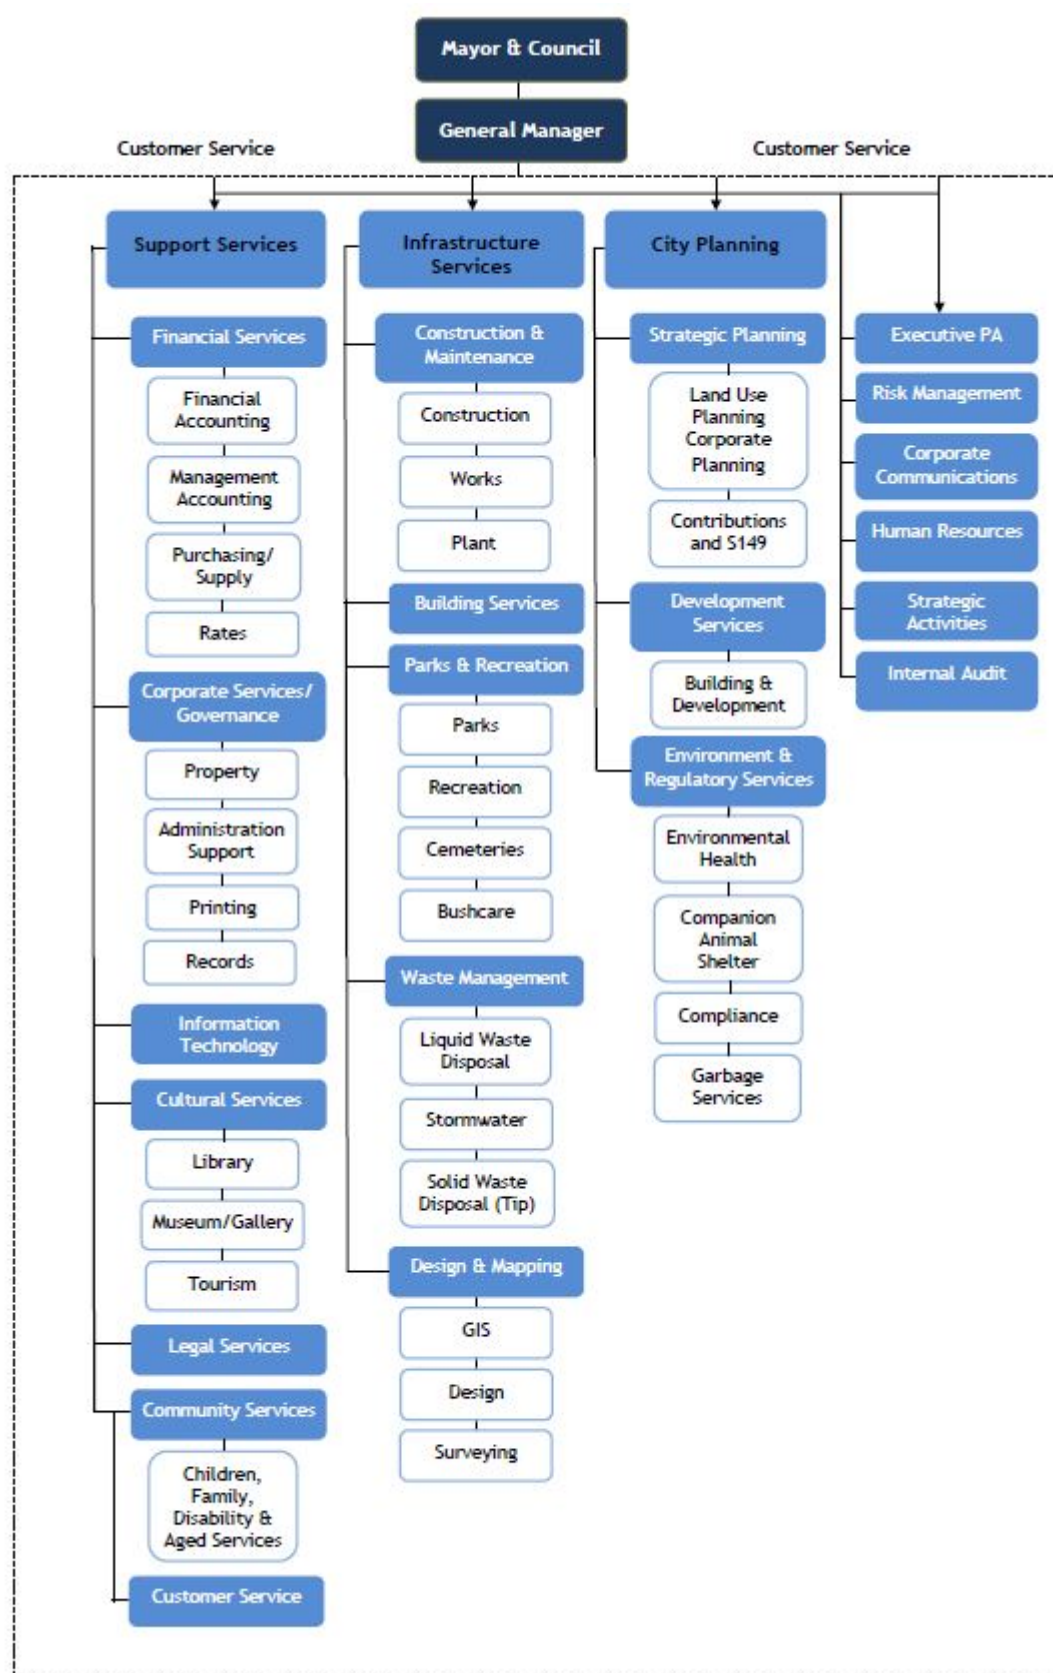 Mayor & Council
General Manager
Customer Service
Customer Service
Support Services
Financial Services
Financial
Accounting
Management
Accounting
Purchasing/
Supply
Rates
Corporate Services/
Governance
Property
Administration
Support
Printing
Records
Information
Technology
Cultural Services
Library
Museum/Gallery
Tourism
Legal Services
Community Services
Children,
Family,
Disability &
Aged Services
Customer Service
Infrastructure
Services
Construction &
Maintenance
Construction
Works
Plant
Building Services
Parks & Recreation
Parks
Recreation
Cemeteries
Bushcare
Waste Management
Liquid Waste
Disposal
Stormwater
Solid Waste
Disposal (Tip)
Design & Mapping
GIS
Design
Surveying
City Planning
Strategic Planning
Land Use
Planning
Corporate
Planning
Contributions
and S149
Development
Services
Building &
Development
Environment &
Regulatory Services
Environmental
Health
Companion
Animal
Shelter
Compliance
Garbage
Services
Executive PA
Risk Management
Corporate
Communications
Human Resources
Strategic
Activities
Internal Audit